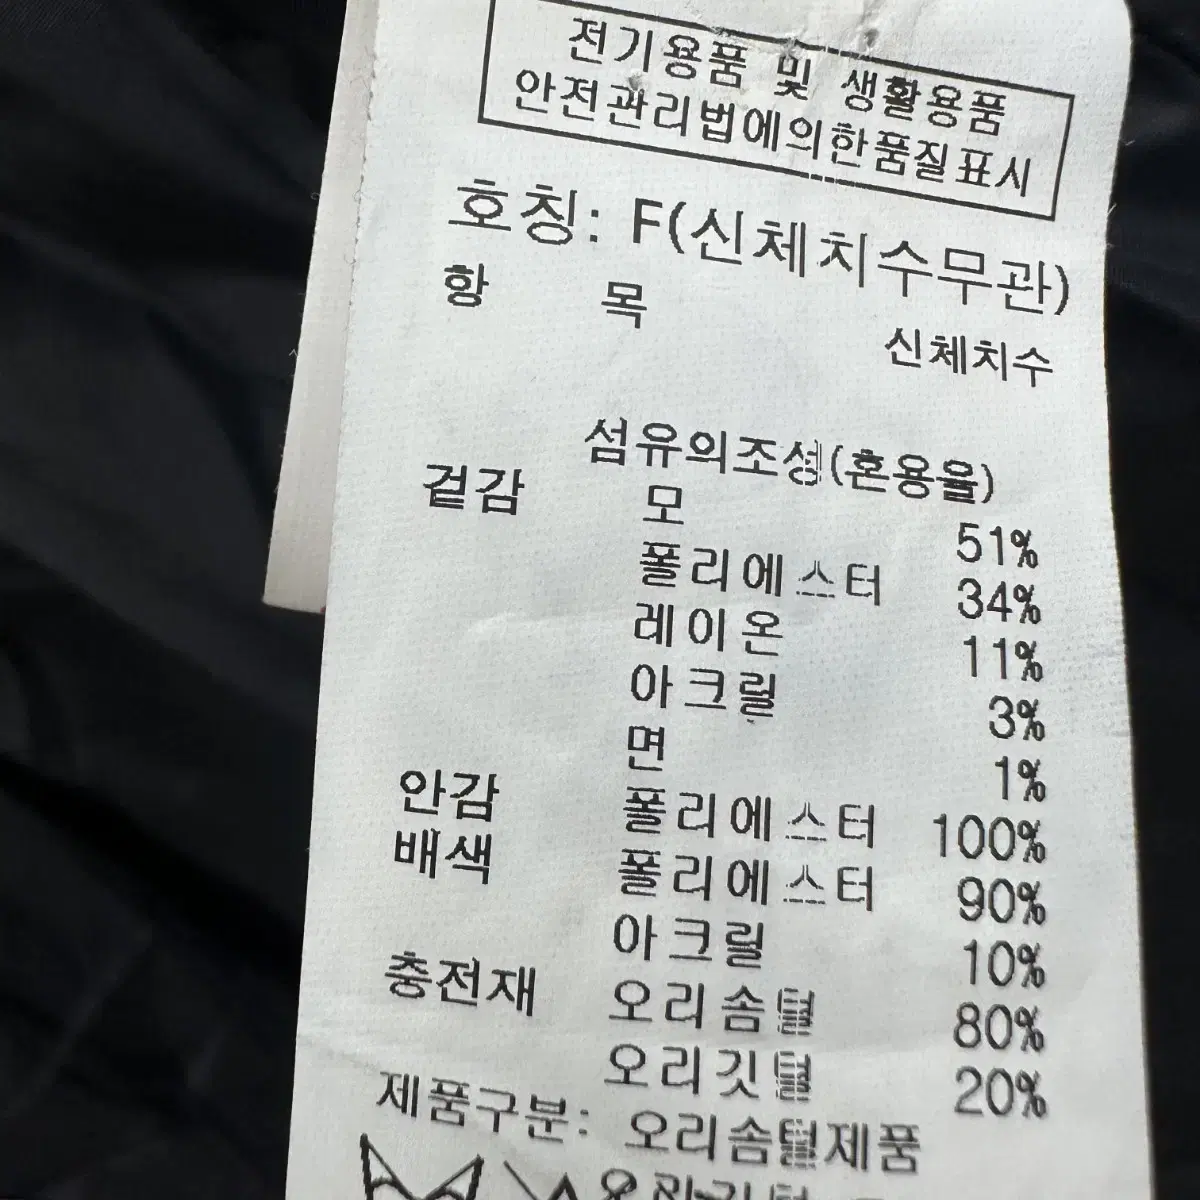 전기용품 및 생활용품
안전관리법에의한품질표시
호칭: F(신체치수무관)
항 목
신체치수
섬유의조성(혼용율)
겉감 모 51%
폴리에스터 34%
레이온 11%
아크릴 3%
면 1%
안감 폴리에스터 100%
배색 폴리에스터 90%
아크릴 10%
충전재 오리솜털 80%
오리깃털 20%
제품구분: 오리솜털제품